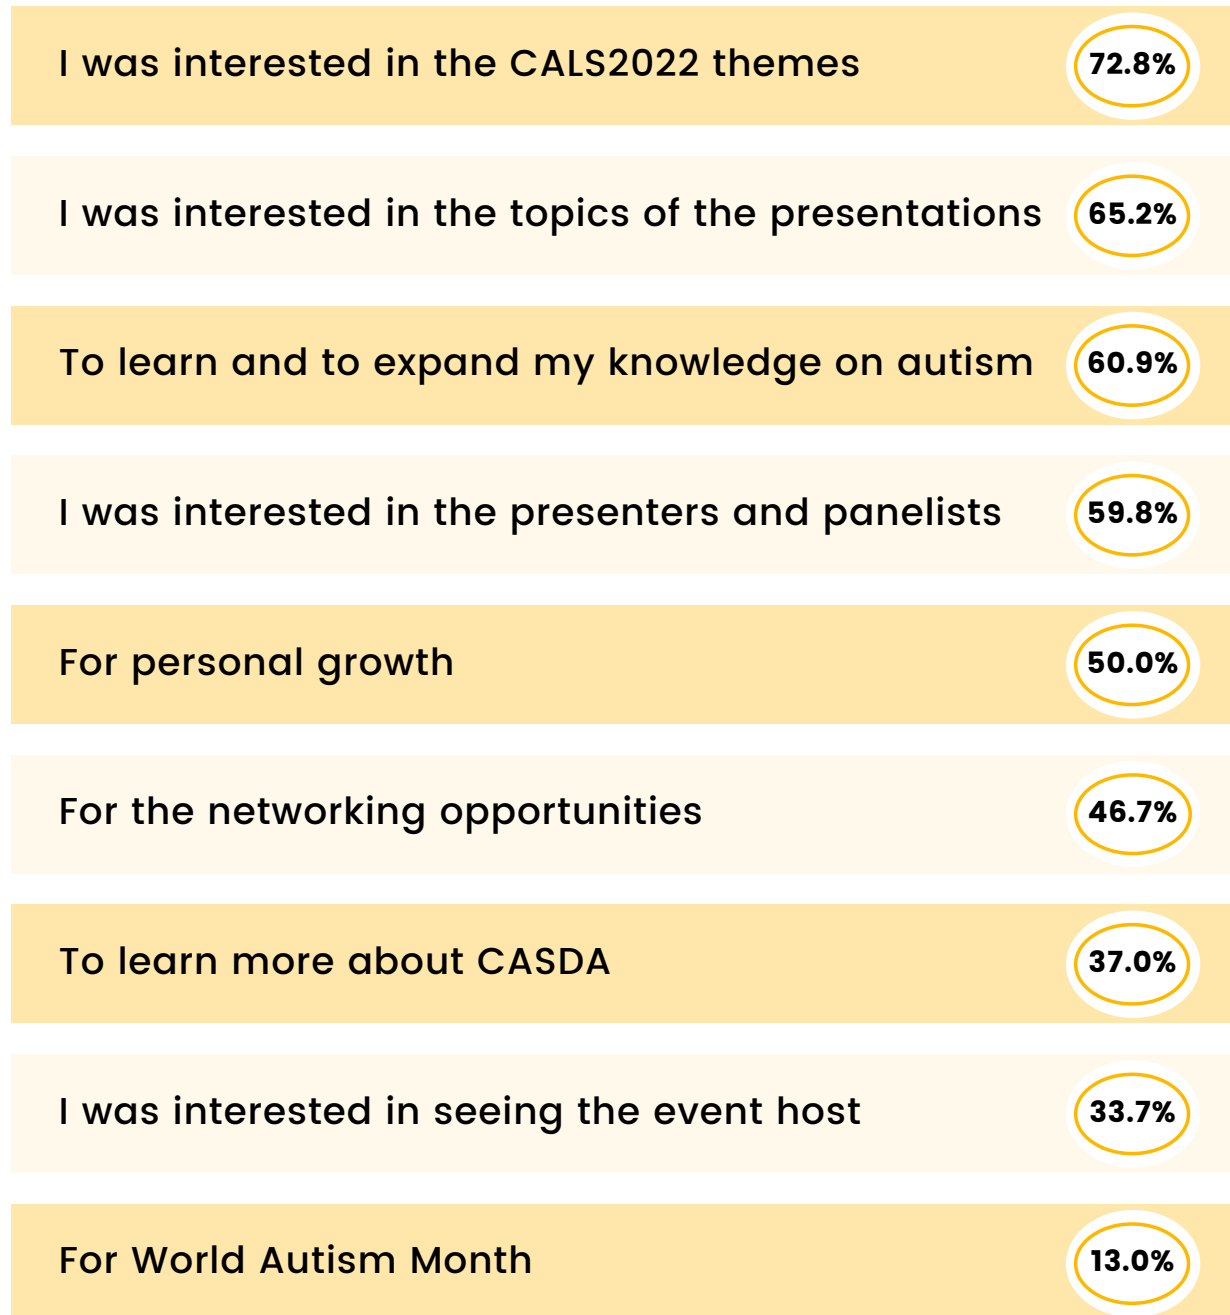 I was interested in the CALS2022 themes 72.8%
I was interested in the topics of the presentations 65.2%
To learn and to expand my knowledge on autism 60.9%
I was interested in the presenters and panelists 59.8%
For personal growth 50.0%
For the networking opportunities 46.7%
To learn more about CASDA 37.0%
I was interested in seeing the event host 33.7%
For World Autism Month 13.0%